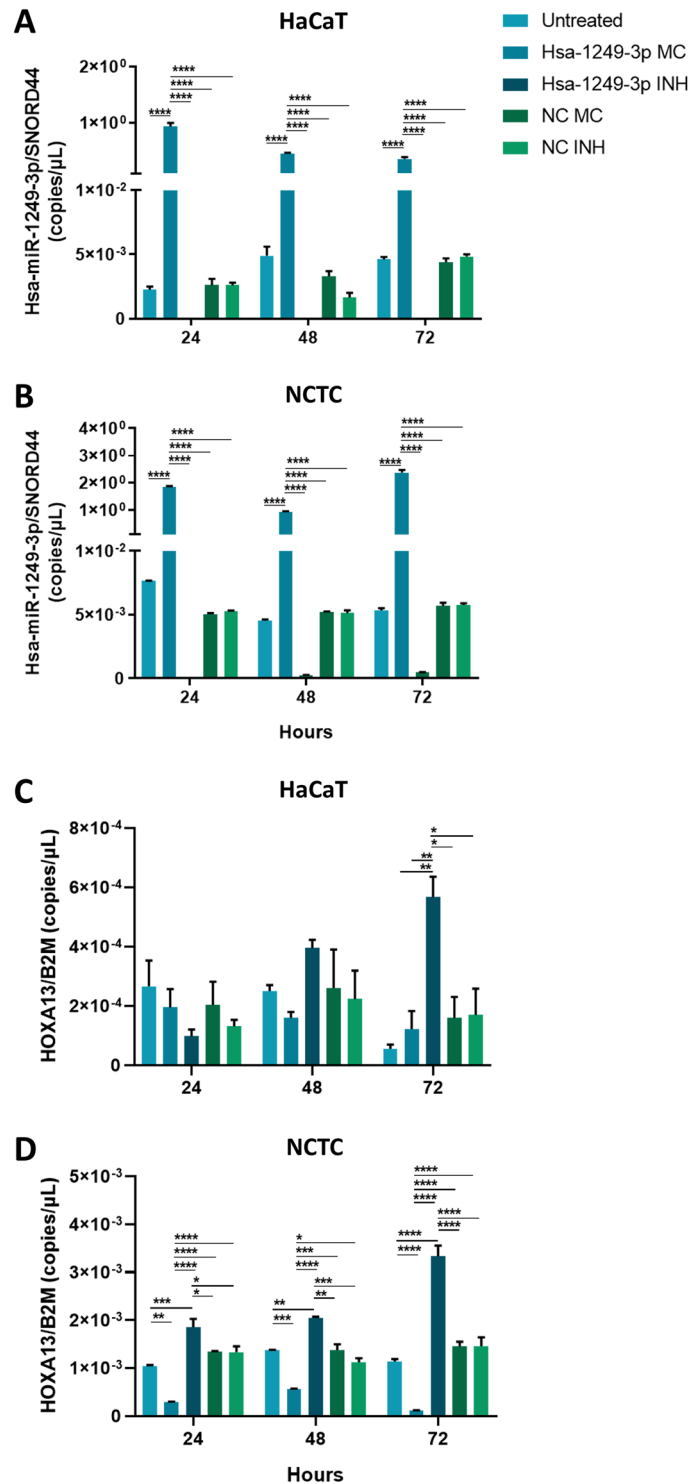 A
HaCaT
Untreated
Hsa-1249-3p MC
Hsa-1249-3p INH
NC MC
NC INH
Hsa-miR-1249-3p/SNORD44
(copies/μL)
2×10⁰
1×10⁰
1×10⁻²
5×10⁻³
0
**** **** **** ****
**** **** **** ****
**** **** **** ****
24 48 72
B
NCTC
Hsa-miR-1249-3p/SNORD44
(copies/μL)
4×10⁰
3×10⁰
2×10⁰
1×10⁰
1×10⁻²
5×10⁻³
0
**** **** **** ****
**** **** **** ****
**** **** **** ****
24 48 72
Hours
C
HaCaT
HOXA13/B2M (copies/μL)
8×10⁻⁴
6×10⁻⁴
4×10⁻⁴
2×10⁻⁴
0
*
*
**
**
24 48 72
D
NCTC
HOXA13/B2M (copies/μL)
5×10⁻³
4×10⁻³
3×10⁻³
2×10⁻³
1×10⁻³
0
**** **** **** * * *** **
* *** **** *** ** ** ***
**** **** **** **** **** **** ****
24 48 72
Hours